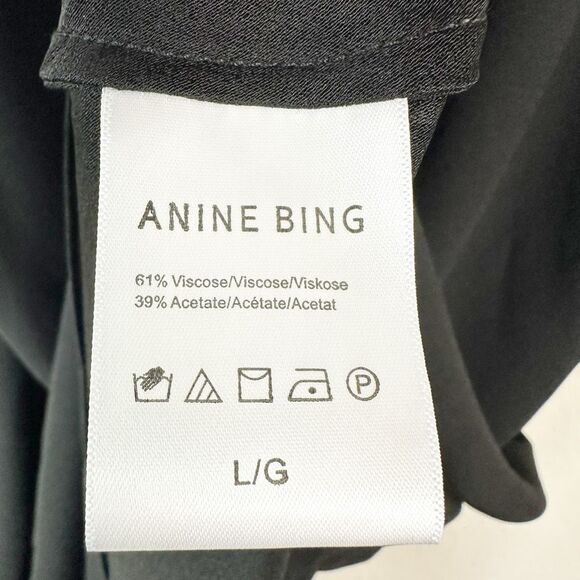 ANINE BING
61% Viscose/Viscose/Viskose
39% Acetate/Acétate/Acetat
P
L/G